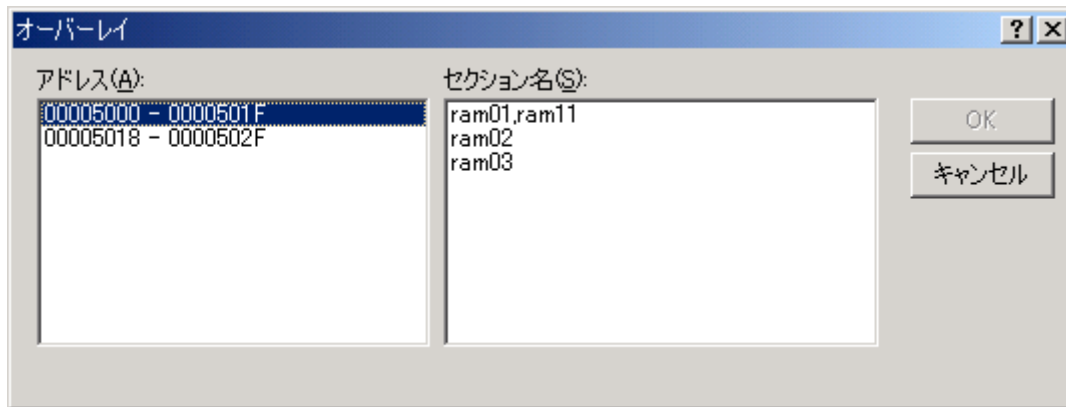 オーバーレイ
アドレス(A):
00005000 - 0000501F
00005018 - 0000502F
セクション名(S):
ram01,ram11
ram02
ram03
OK
キャンセル